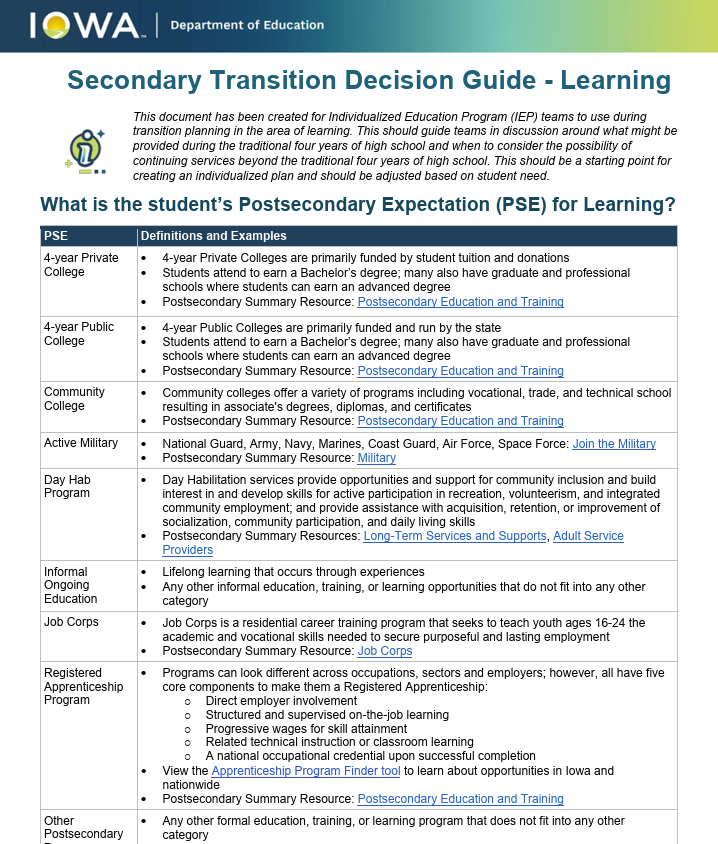 IOWA™ | Department of Education
Secondary Transition Decision Guide - Learning
This document has been created for Individualized Education Program (IEP) teams to use during
transition planning in the area of learning. This should guide teams in discussion around what might be
provided during the traditional four years of high school and when to consider the possibility of
continuing services beyond the traditional four years of high school. This should be a starting point for
creating an individualized plan and should be adjusted based on student need.
What is the student's Postsecondary Expectation (PSE) for Learning?
PSE
Definitions and Examples
4-year Private
College
• 4-year Private Colleges are primarily funded by student tuition and donations
• Students attend to earn a Bachelor's degree; many also have graduate and professional
schools where students can earn an advanced degree
• Postsecondary Summary Resource: Postsecondary Education and Training
4-year Public
College
• 4-year Public Colleges are primarily funded and run by the state
• Students attend to earn a Bachelor's degree; many also have graduate and professional
schools where students can earn an advanced degree
• Postsecondary Summary Resource: Postsecondary Education and Training
Community
College
• Community colleges offer a variety of programs including vocational, trade, and technical school
resulting in associate's degrees, diplomas, and certificates
• Postsecondary Summary Resource: Postsecondary Education and Training
Active Military
• National Guard, Army, Navy, Marines, Coast Guard, Air Force, Space Force: Join the Military
• Postsecondary Summary Resource: Military
Day Hab
Program
• Day Habilitation services provide opportunities and support for community inclusion and build
interest in and develop skills for active participation in recreation, volunteerism, and integrated
community employment; and provide assistance with acquisition, retention, or improvement of
socialization, community participation, and daily living skills
• Postsecondary Summary Resources: Long-Term Services and Supports, Adult Service
Providers
Informal
Ongoing
Education
• Lifelong learning that occurs through experiences
• Any other informal education, training, or learning opportunities that do not fit into any other
category
Job Corps
• Job Corps is a residential career training program that seeks to teach youth ages 16-24 the
academic and vocational skills needed to secure purposeful and lasting employment
• Postsecondary Summary Resource: Job Corps
Registered
Apprenticeship
Program
• Programs can look different across occupations, sectors and employers; however, all have five
core components to make them a Registered Apprenticeship:
o Direct employer involvement
o Structured and supervised on-the-job learning
o Progressive wages for skill attainment
o Related technical instruction or classroom learning
o A national occupational credential upon successful completion
• View the Apprenticeship Program Finder tool to learn about opportunities in Iowa and
nationwide
• Postsecondary Summary Resource: Postsecondary Education and Training
Other
Postsecondary
• Any other formal education, training, or learning program that does not fit into any other
category